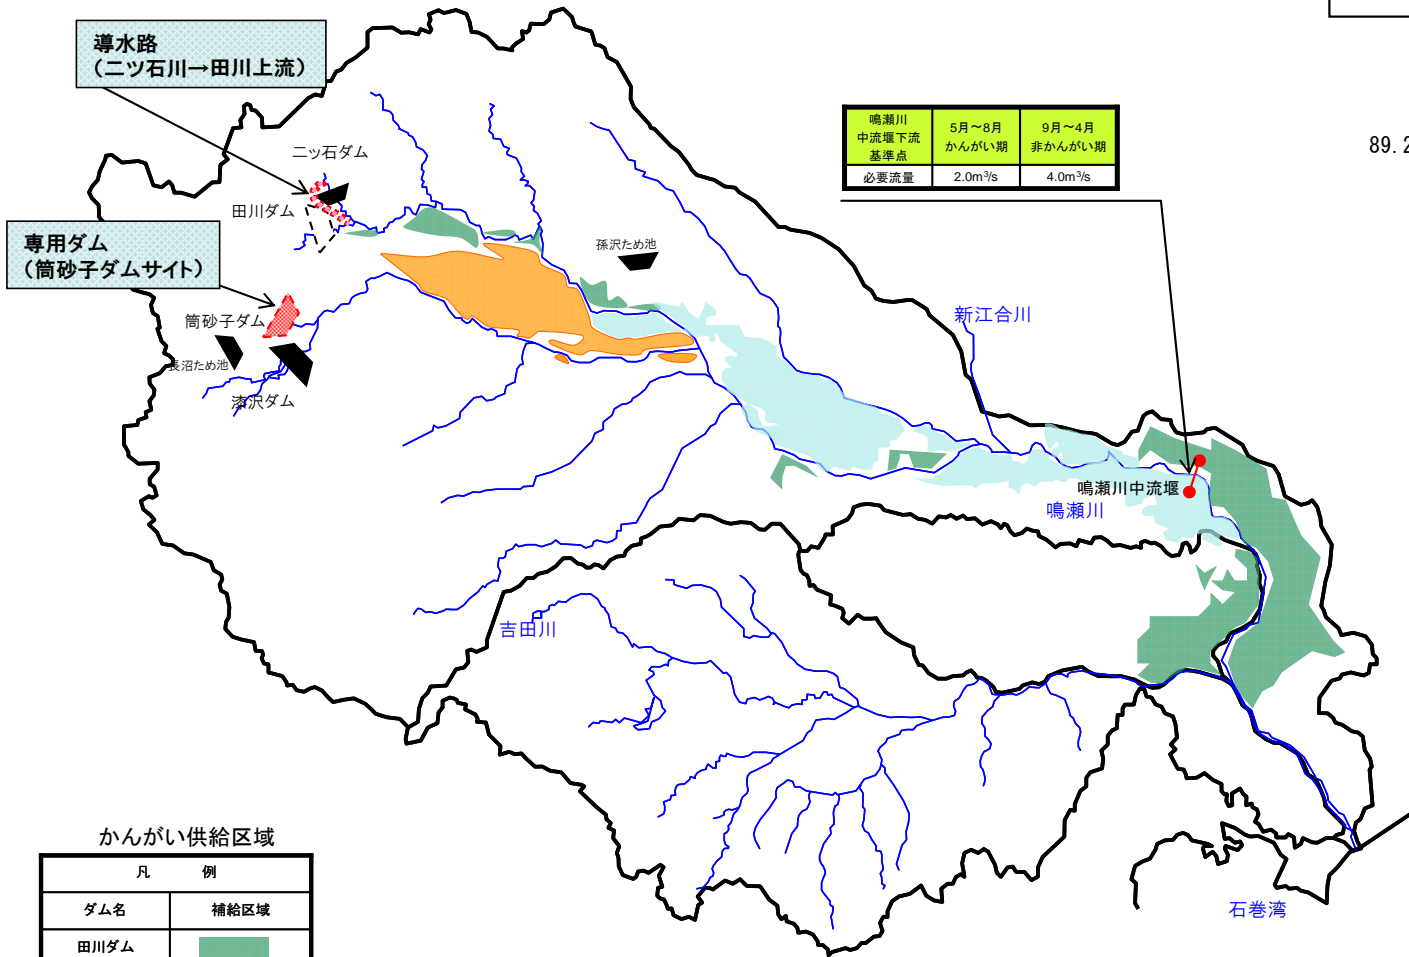 導水路
(二ツ石川→田川上流)
二ッ石ダム
田川ダム
専用ダム
(筒砂子ダムサイト)
筒砂子ダム
長沼ため池
漆沢ダム
孫沢ため池
鳴瀬川
中流堰下流
基準点
5月～8月
かんがい期
9月～4月
非かんがい期
必要流量
2.0m³/s
4.0m³/s
89.2
新江合川
鳴瀬川中流堰
鳴瀬川
吉田川
石巻湾
かんがい供給区域
凡 例
ダム名
補給区域
田川ダム